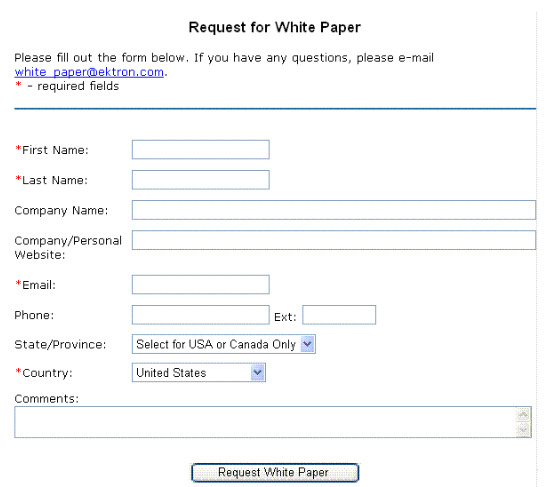 Request for White Paper
Please fill out the form below. If you have any questions, please e-mail
white_paper@ektron.com.
* - required fields
*First Name:
*Last Name:
Company Name:
Company/Personal
Website:
*Email:
Phone: Ext:
State/Province: Select for USA or Canada Only
*Country: United States
Comments:
Request White Paper